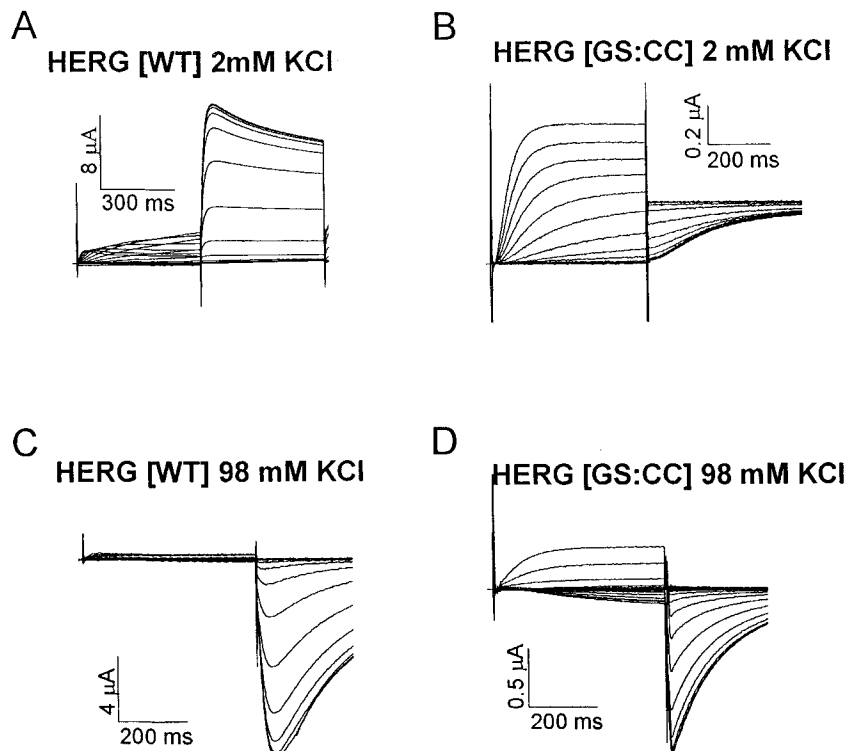 A
HERG [WT] 2mM KCl
8 µA
300 ms
B
HERG [GS:CC] 2 mM KCl
0.2 µA
200 ms
C
HERG [WT] 98 mM KCl
4 µA
200 ms
D
HERG [GS:CC] 98 mM KCl
0.5 µA
200 ms